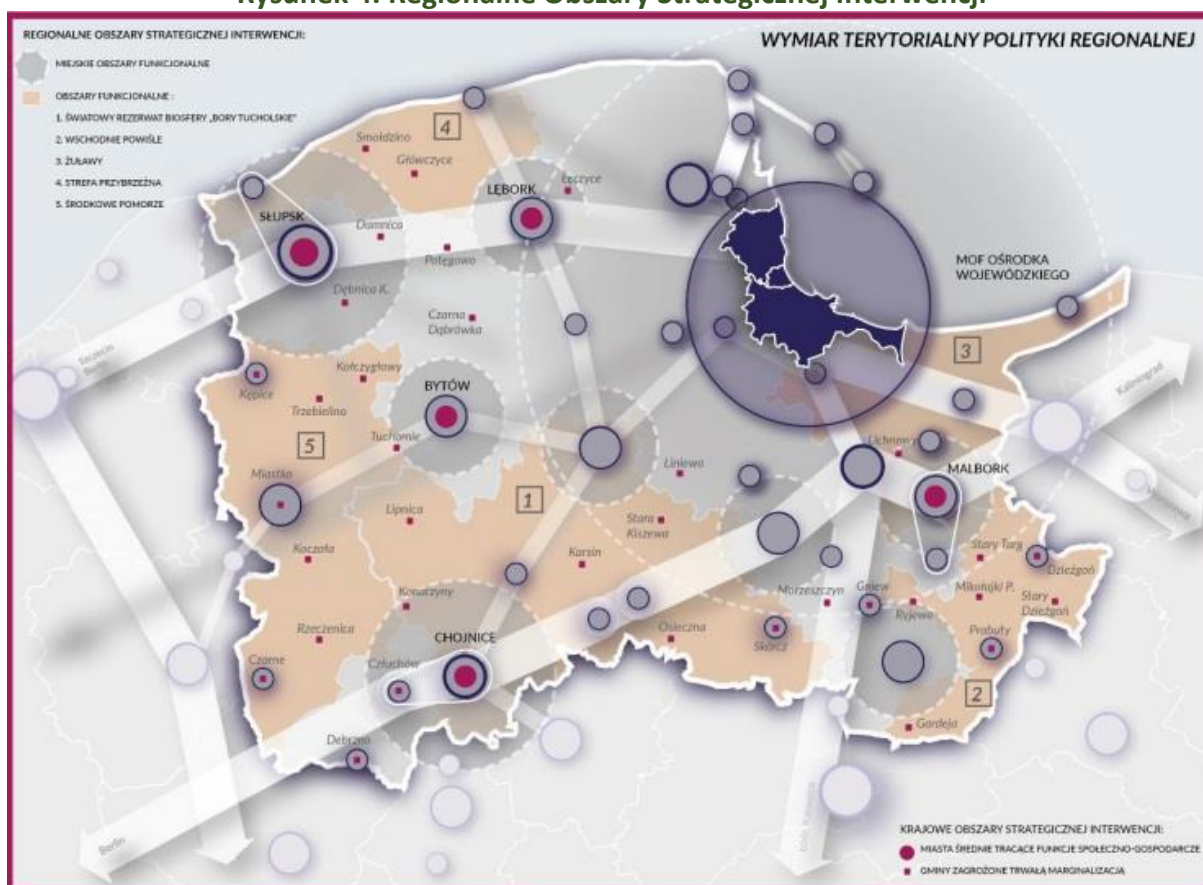 Rysunek 4. Regionalne Obszary Strategicznej Interwencji
REGIONALNE OBSZARY STRATEGICZNEJ INTERWENCJI:
MIEJSKIE OBSZARY FUNKCJONALNE
OBSZARY FUNKCJONALNE :
1. ŚWIATOWY REZERWAT BIOSFERY „BORY TUCHOLSKIE"
2. WSCHODNIE POWIŚLE
3. ŻUŁAWY
4. STREFA PRZYBRZEŻNA
5. ŚRODKOWE POMORZE
WYMIAR TERYTORIALNY POLITYKI REGIONALNEJ
4
Smołdzino
Główczyce
LĘBORK
Łęczyce
SŁUPSK
Damnica
Potęgowo
MOF OŚRODKA
WOJEWÓDZKIEGO
Dębnica K.
Czarna
Dąbrówka
Szczecin
3
Kaliningrad
Kołczygłowy
Kępice
Trzebielino
BYTÓW
5
Tuchomie
Lichnowy
Miastko
Liniewo
MALBORK
1
Lipnica
Stara
Kiszewa
Koczała
Karsin
Stary Targ
Dzieżgoń
Konarzyny
Morzeszczyn
Gniew
Mikołajki P.
Ryjewo
Stary
Dzieżgoń
Rzeczenica
CHOJNICE
Osieczna
Skórcz
Prabuty
Czarne
Człuchów
2
Gardeja
Debrzno
Berlin
KRAJOWE OBSZARY STRATEGICZNEJ INTERWENCJI:
MIASTA ŚREDNIE TRACĄCE FUNKCJE SPOŁECZNO-GOSPODARCZE
GMINY ZAGROŻONE TRWAŁĄ MARGINALIZACJĄ